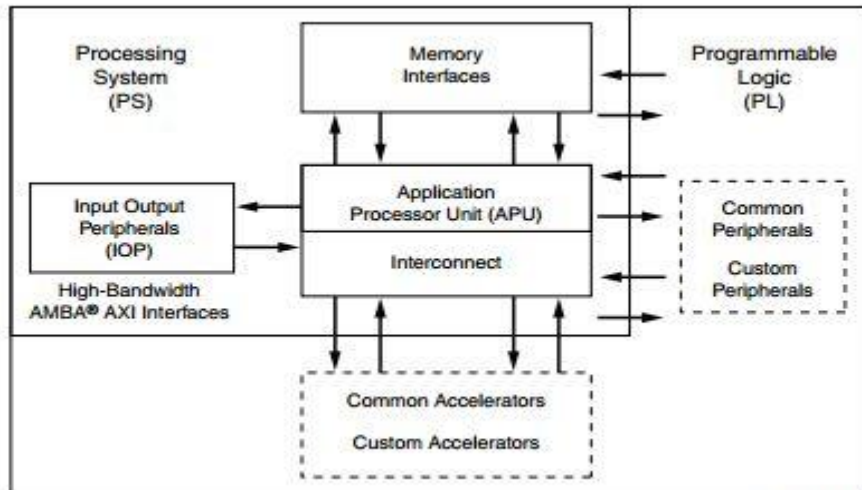 Processing
System
(PS)
Memory
Interfaces
Programmable
Logic
(PL)
Input Output
Peripherals
(IOP)
Application
Processor Unit (APU)
Interconnect
Common
Peripherals
Custom
Peripherals
High-Bandwidth
AMBA® AXI Interfaces
Common Accelerators
Custom Accelerators